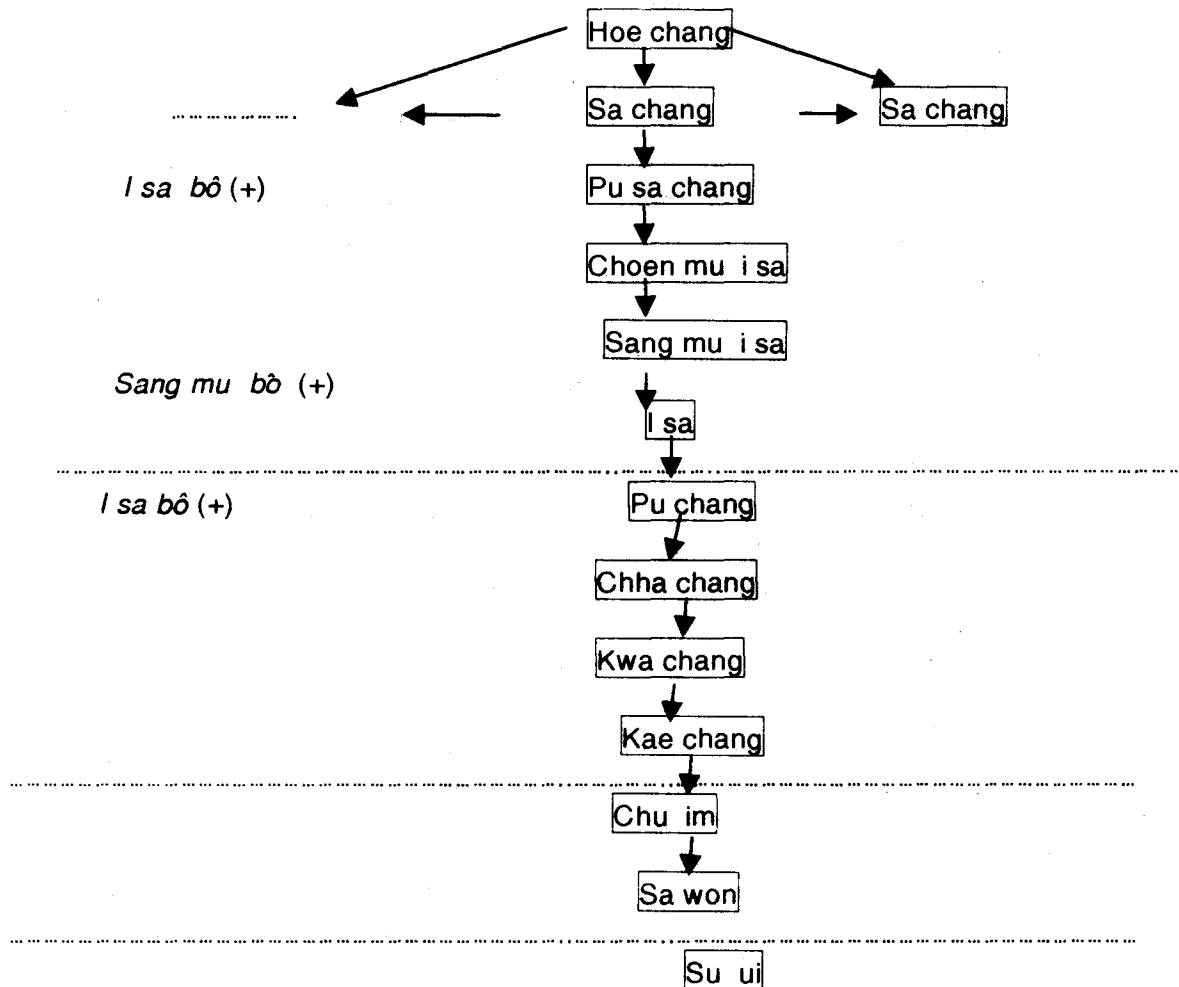 Hoe chang
................ Sa chang Sa chang
I sa bô (+) Pu sa chang
Choen mu i sa
Sang mu i sa
Sang mu bò (+)
I sa
I sa bô (+) Pu chang
Chha chang
Kwa chang
Kae chang
Chu im
Sa won
Su ui